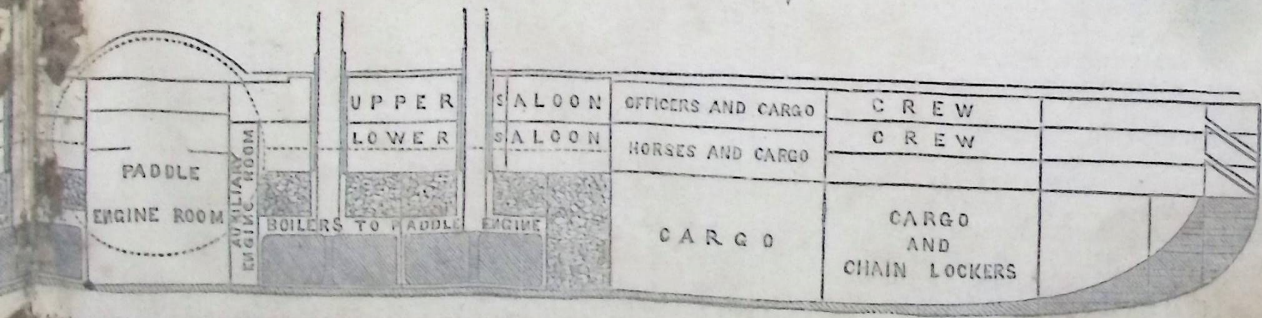 UPPER SALOON
LOWER SALOON
OFFICERS AND CARGO
HORSES AND CARGO
CREW
CREW
PADDLE
ENGINE ROOM
AUXILIARY
ENGINE ROOM
BOILERS TO PADDLE ENGINE
CARGO
CARGO
AND
CHAIN LOCKERS